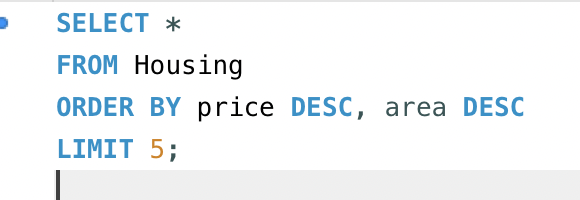 SELECT *
FROM Housing
ORDER BY price DESC, area DESC
LIMIT 5;